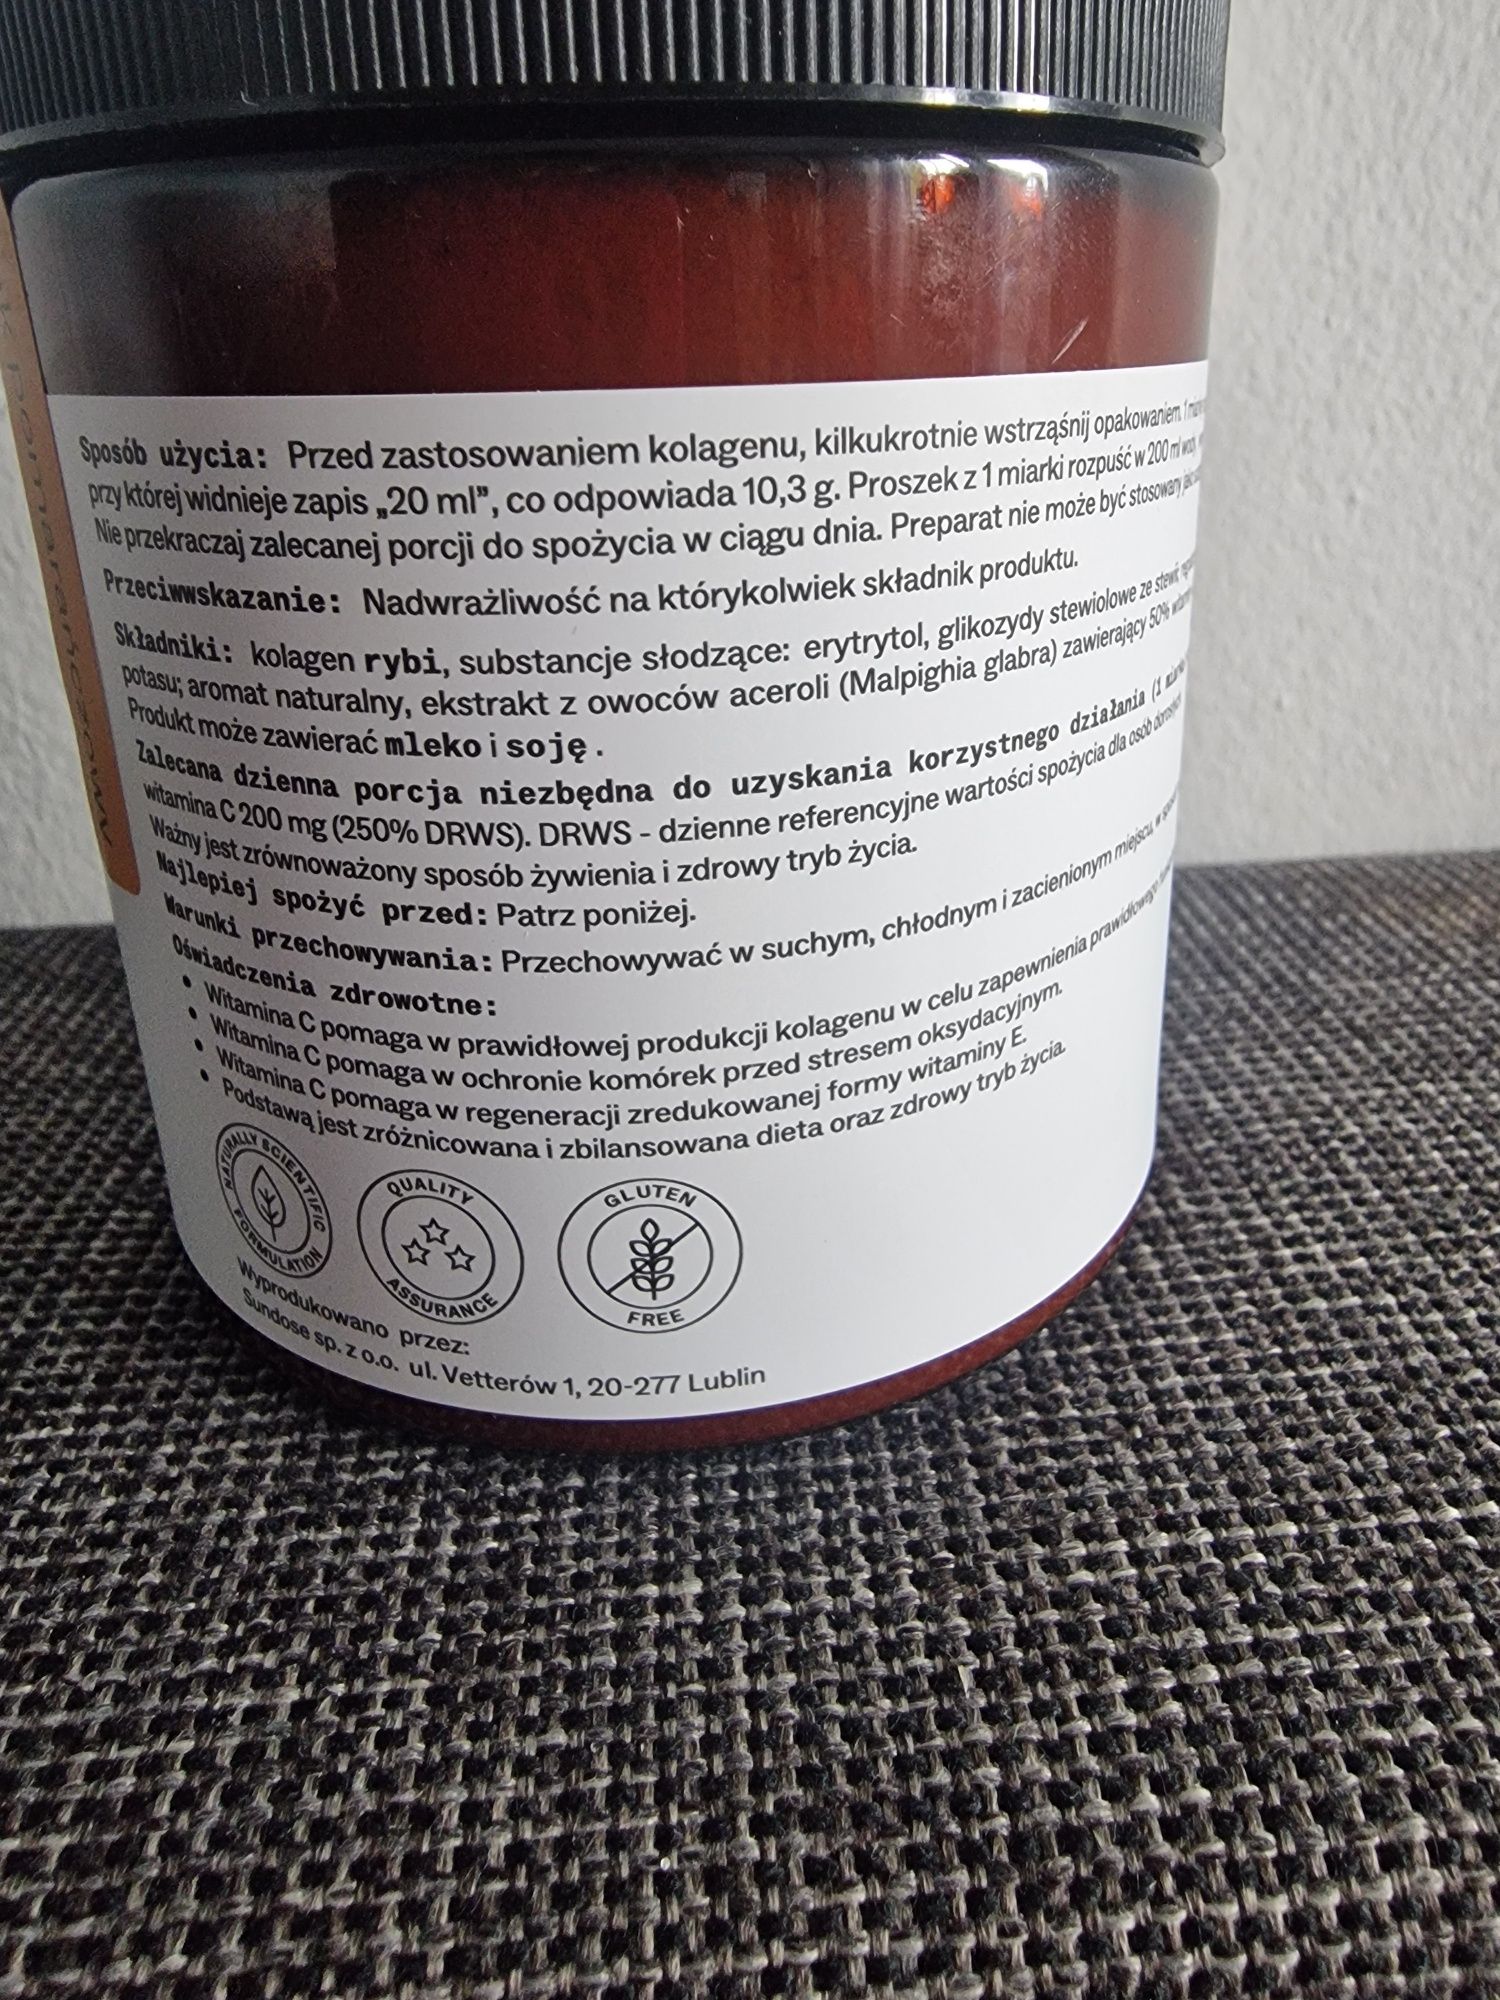 Sposób użycia: Przed zastosowaniem kolagenu, kilkukrotnie wstrząśnij opakowaniem. 1
przy której widnieje zapis „20 ml”, co odpowiada 10,3 g. Proszek z 1 miarki rozpuść w 200 ml
Nie przekraczaj zalecanej porcji do spożycia w ciągu dnia. Preparat nie może być stosowany
Przeciwwskazanie: Nadwrażliwość na którykolwiek składnik produktu.
Składniki: kolagen rybi, substancje słodzące: erytrytol, glikozydy stewiolowe ze stewii,
potasu; aromat naturalny, ekstrakt z owoców aceroli (Malpighia glabra) zawierający 50%
Produkt może zawierać mleko i soję.
Zalecana dzienna porcja niezbędna do uzyskania korzystnego działania (1
witamina C 200 mg (250% DRWS). DRWS - dzienne referencyjne wartości spożycia dla osób dorosłych
Ważny jest zrównoważony sposób żywienia i zdrowy tryb życia.
Najlepiej spożyć przed: Patrz poniżej.
Warunki przechowywania: Przechowywać w suchym, chłodnym i zacienionym miejscu, w
Oświadczenia zdrowotne:
• Witamina C pomaga w prawidłowej produkcji kolagenu w celu zapewnienia prawidłowego
• Witamina C pomaga w ochronie komórek przed stresem oksydacyjnym.
• Witamina C pomaga w regeneracji zredukowanej formy witaminy E.
• Podstawą jest zróżnicowana i zbilansowana dieta oraz zdrowy tryb życia.
NATURALLY SCIENTIFIC FORMULATION
QUALITY ASSURANCE
GLUTEN FREE
Wyprodukowano przez:
Sundose sp. z o.o. ul. Vetterów 1, 20-277 Lublin